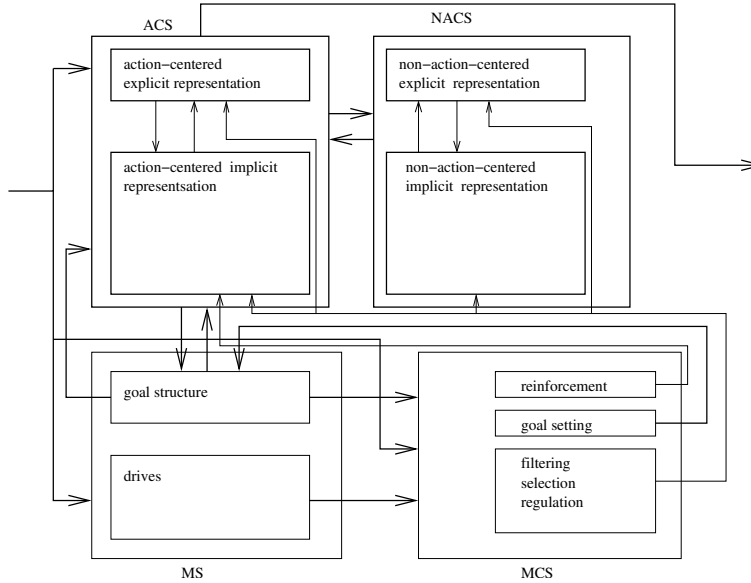 ACS
NACS
action−centered
explicit representation
non−action−centered
explicit representation
action−centered implicit
representsation
non−action−centered
implicit representation
goal structure
reinforcement
goal setting
drives
filtering
selection
regulation
MS
MCS